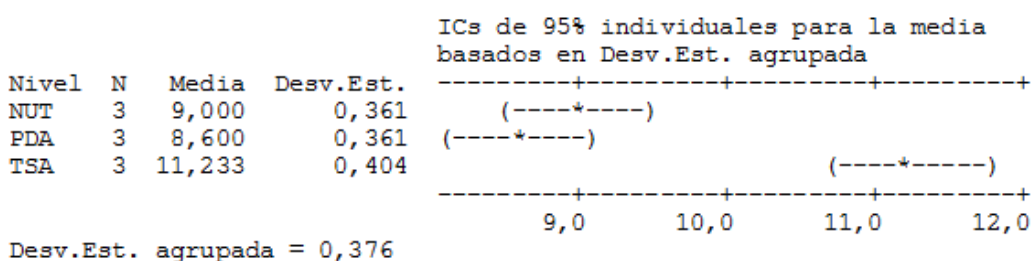 ICs de 95% individuales para la media
basados en Desv.Est. agrupada
Nivel  N   Media  Desv.Est.  ---------+---------+---------+---------+
NUT    3   9,000      0,361      (----*----)
PDA    3   8,600      0,361  (----*----)
TSA    3  11,233      0,404                            (----*-----)
---------+---------+---------+---------+
9,0      10,0      11,0      12,0
Desv.Est. agrupada = 0,376